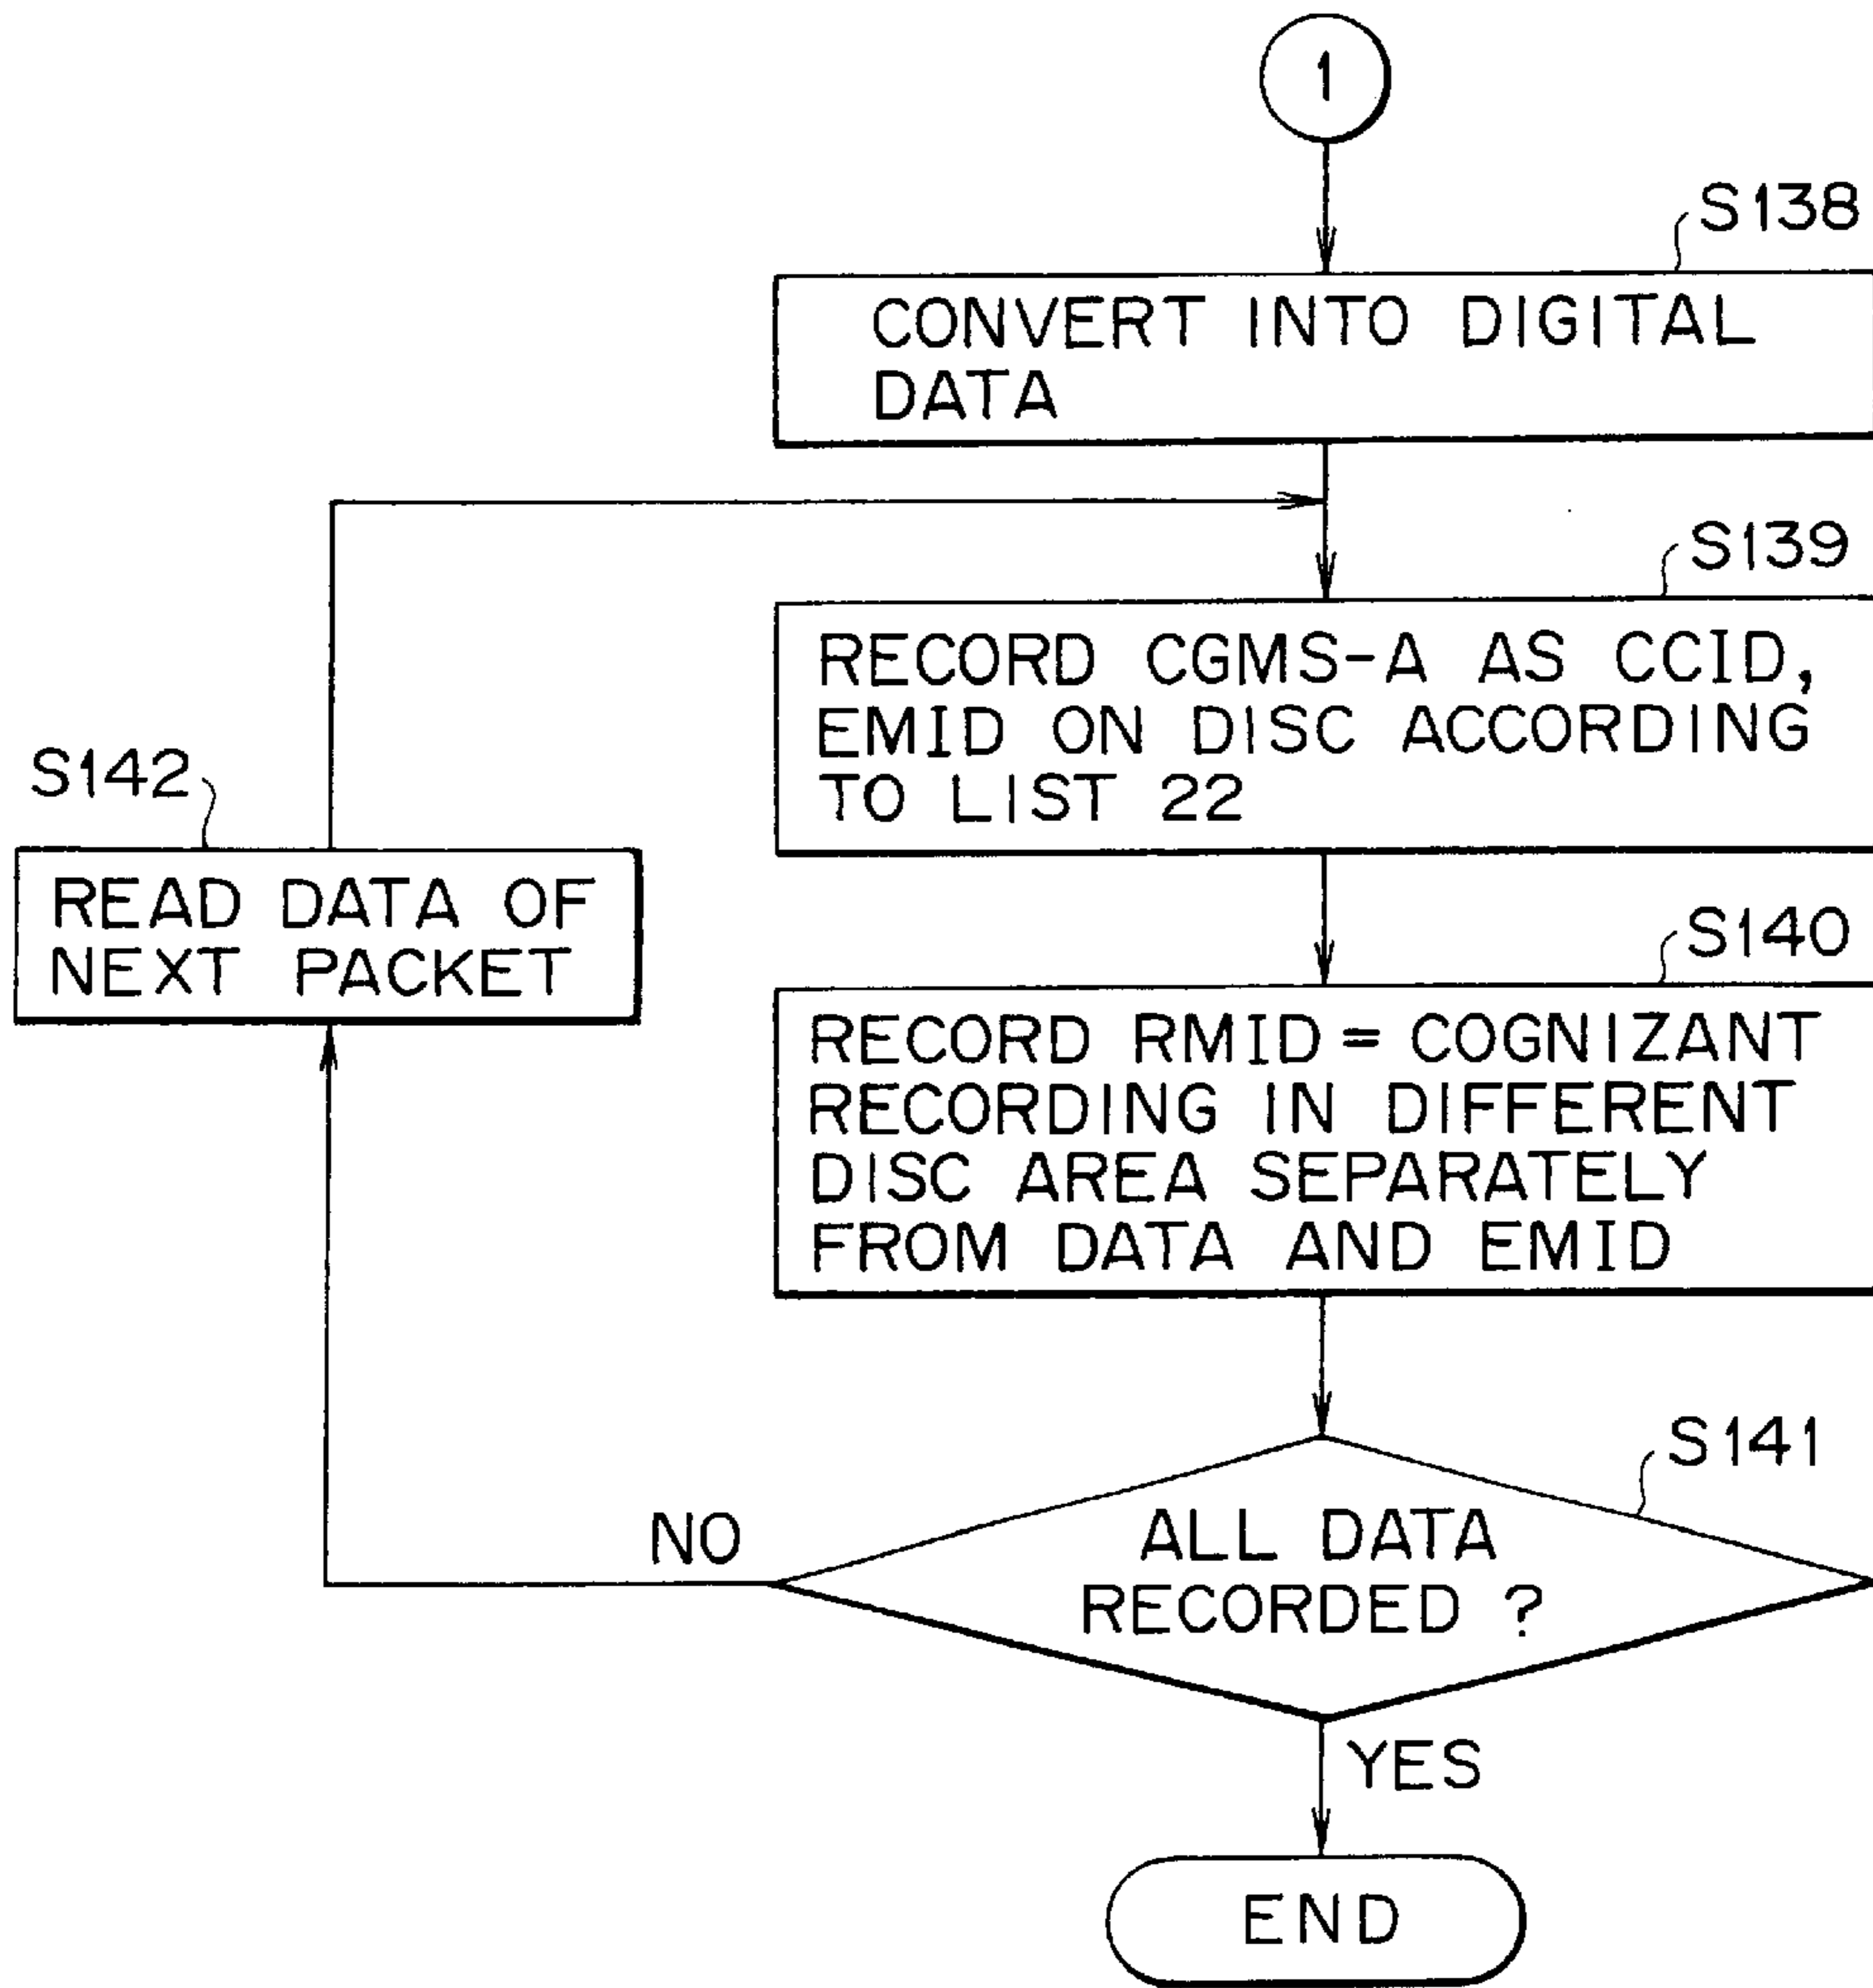 1
S138
CONVERT INTO DIGITAL
DATA
S139
RECORD CGMS-A AS CCID,
EMID ON DISC ACCORDING
TO LIST 22
S142
READ DATA OF
NEXT PACKET
S140
RECORD RMID = COGNIZANT
RECORDING IN DIFFERENT
DISC AREA SEPARATELY
FROM DATA AND EMID
S141
NO
ALL DATA
RECORDED ?
YES
END